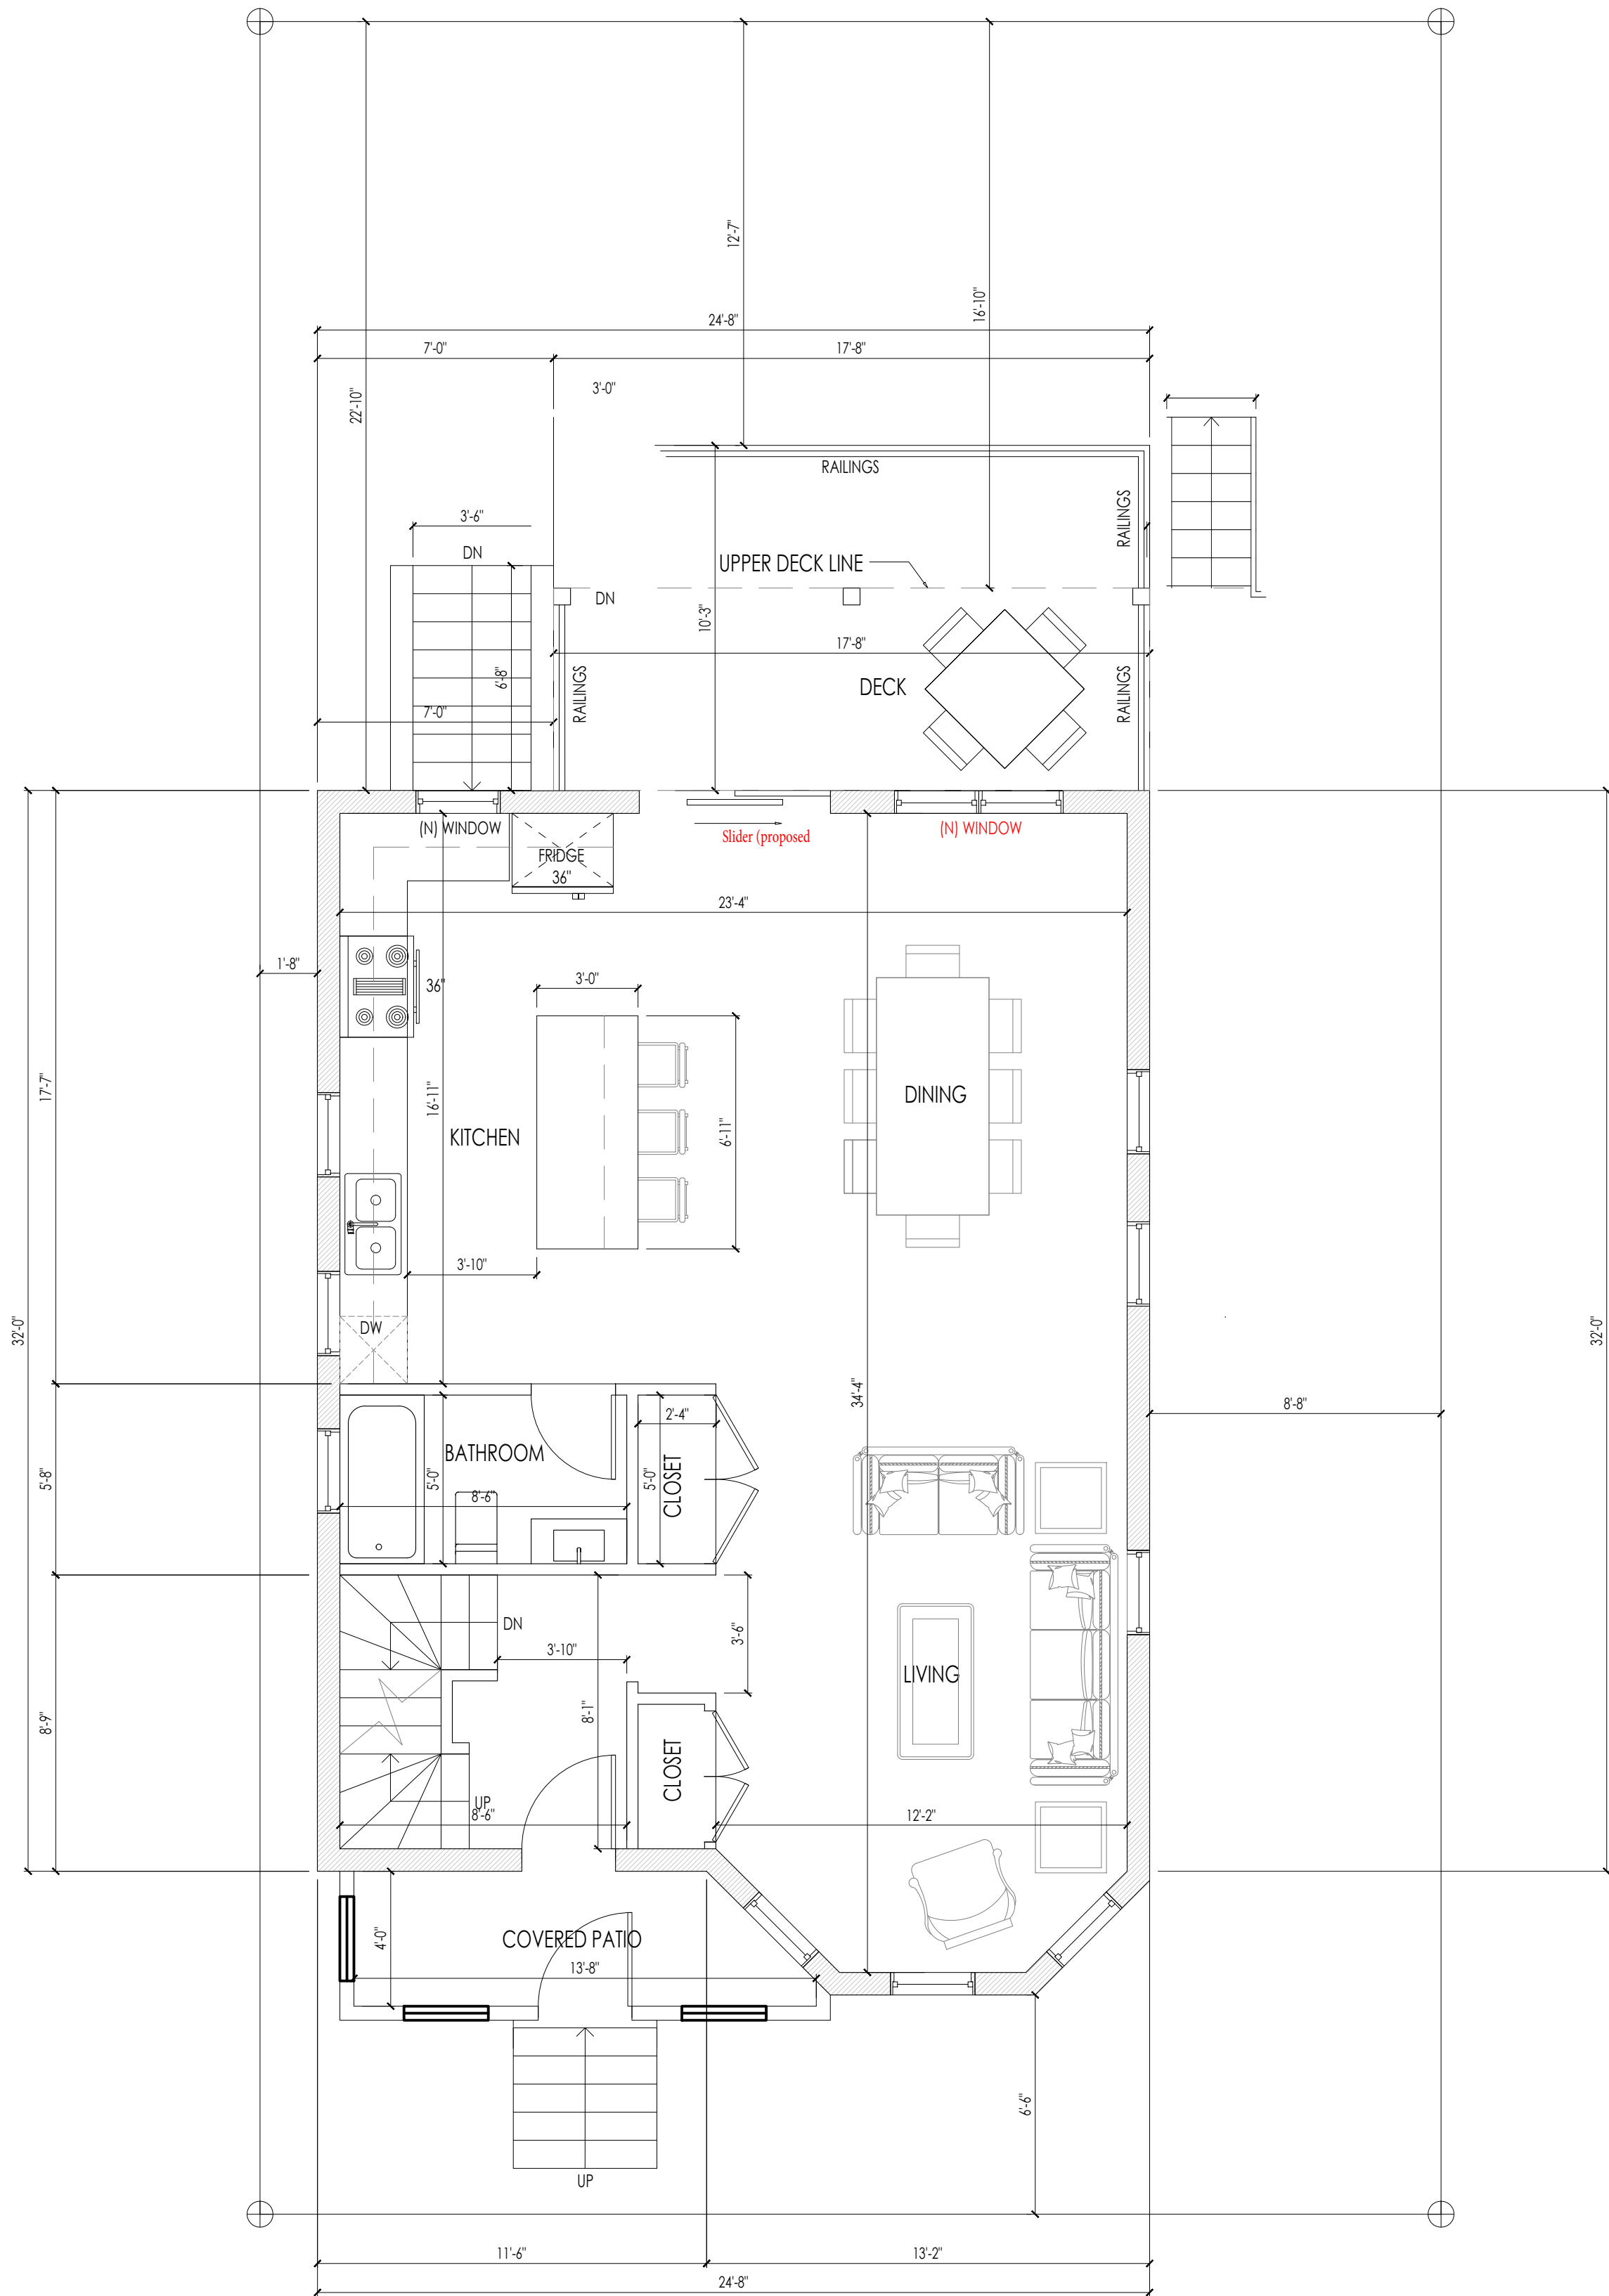 12'-7"
16'-10"
24'-8"
7'-0"
17'-8"
3'-0"
22'-10"
RAILINGS
RAILINGS
3'-6"
DN
UPPER DECK LINE
DN
10'-3"
17'-8"
6'-8"
RAILINGS
DECK
RAILINGS
7'-0"
(N) WINDOW
Slider (proposed
(N) WINDOW
FRIDGE
36"
23'-4"
1'-8"
36"
3'-0"
17'-7"
16'-11"
DINING
KITCHEN
6'-11"
3'-10"
32'-0"
32'-0"
DW
34'-4"
8'-8"
2'-4"
BATHROOM
5'-8"
5'-0"
8'-6"
5'-0"
CLOSET
DN
3'-6"
3'-10"
LIVING
8'-9"
8'-1"
CLOSET
UP
8'-6"
12'-2"
4'-0"
COVERED PATIO
13'-8"
6'-6"
UP
11'-6"
13'-2"
24'-8"